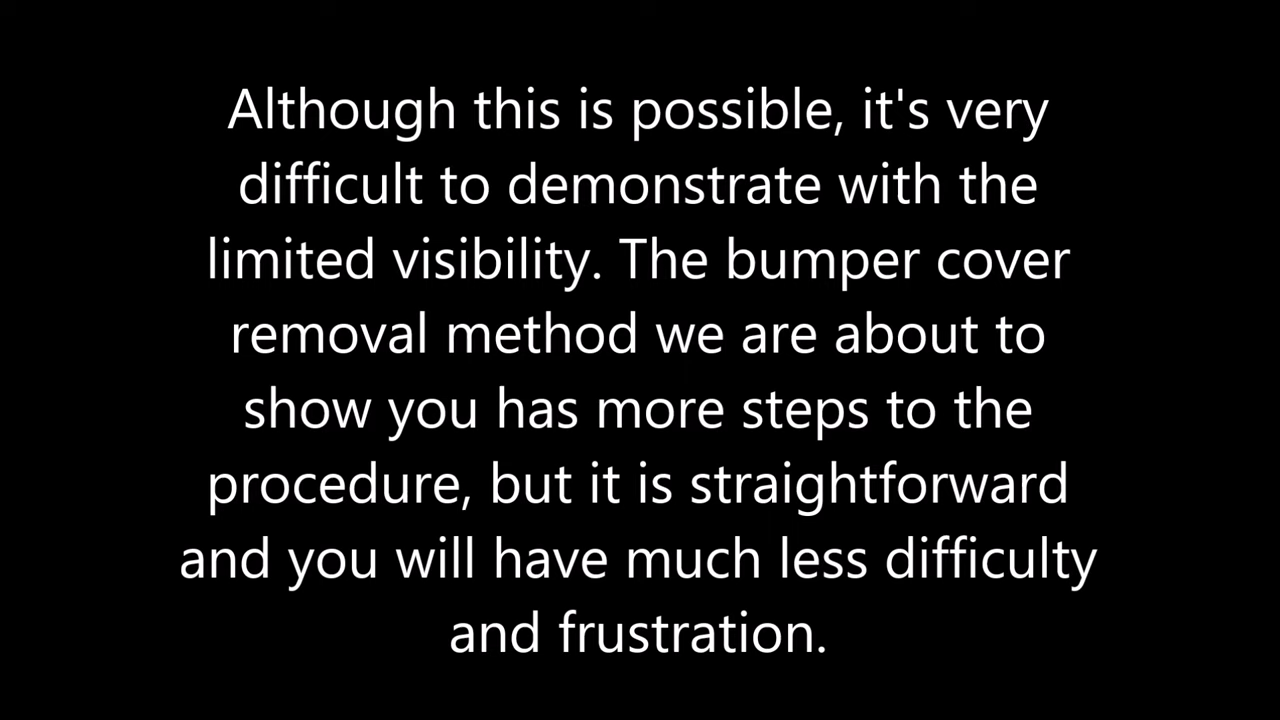 Although this is possible, it's very
difficult to demonstrate with the
limited visibility. The bumper cover
removal method we are about to
show you has more steps to the
procedure, but it is straightforward
and you will have much less difficulty
and frustration.